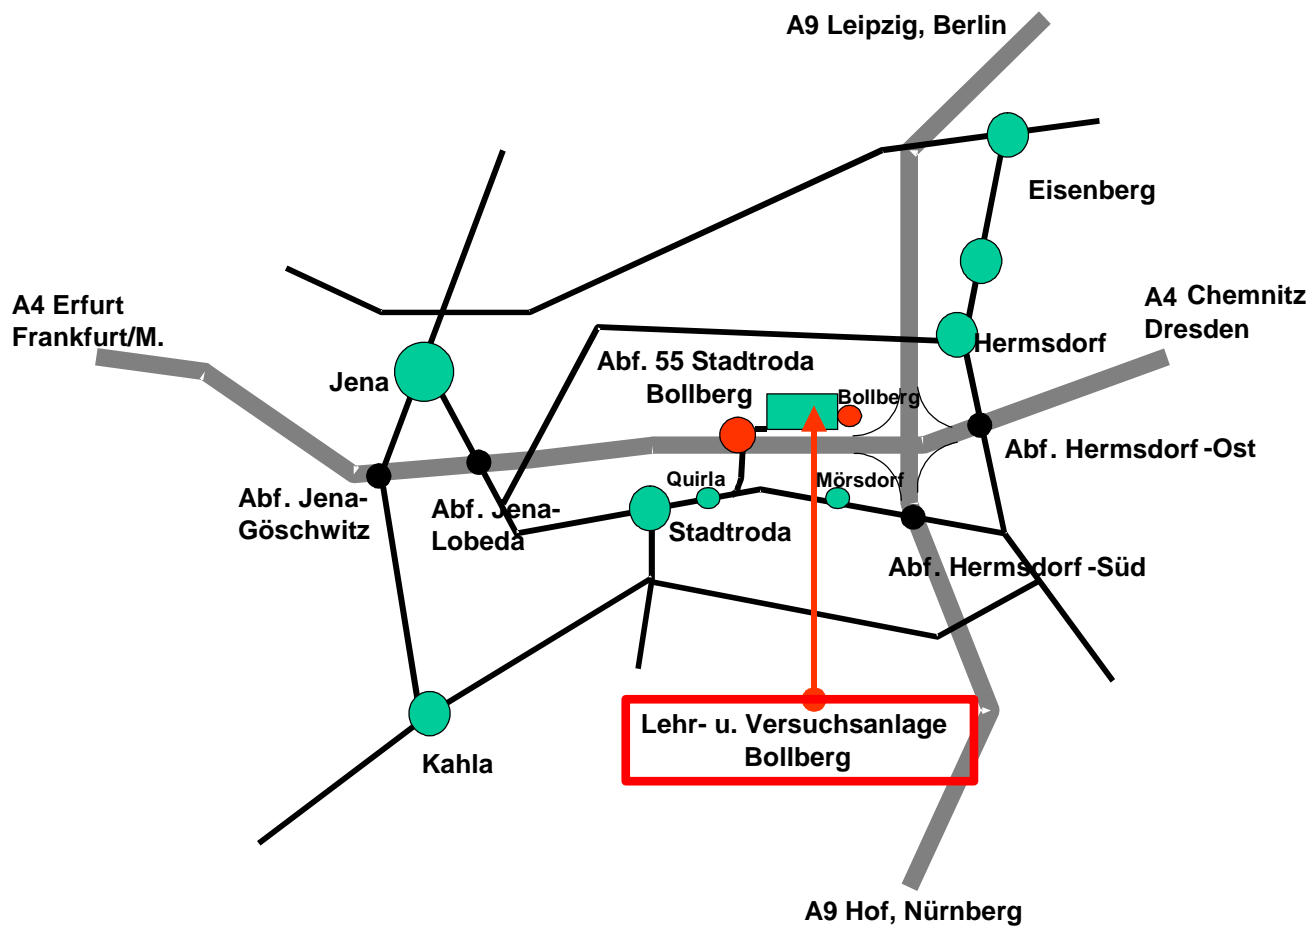 A9 Leipzig, Berlin
Eisenberg
A4 Erfurt
Frankfurt/M.
A4 Chemnitz
Dresden
Hermsdorf
Abf. 55 Stadtroda
Bollberg
Jena
Bollberg
Abf. Hermsdorf -Ost
Quirla
Mörsdorf
Abf. Jena-
Göschwitz
Abf. Jena-
Lobeda
Stadtroda
Abf. Hermsdorf -Süd
Lehr- u. Versuchsanlage
Bollberg
Kahla
A9 Hof, Nürnberg